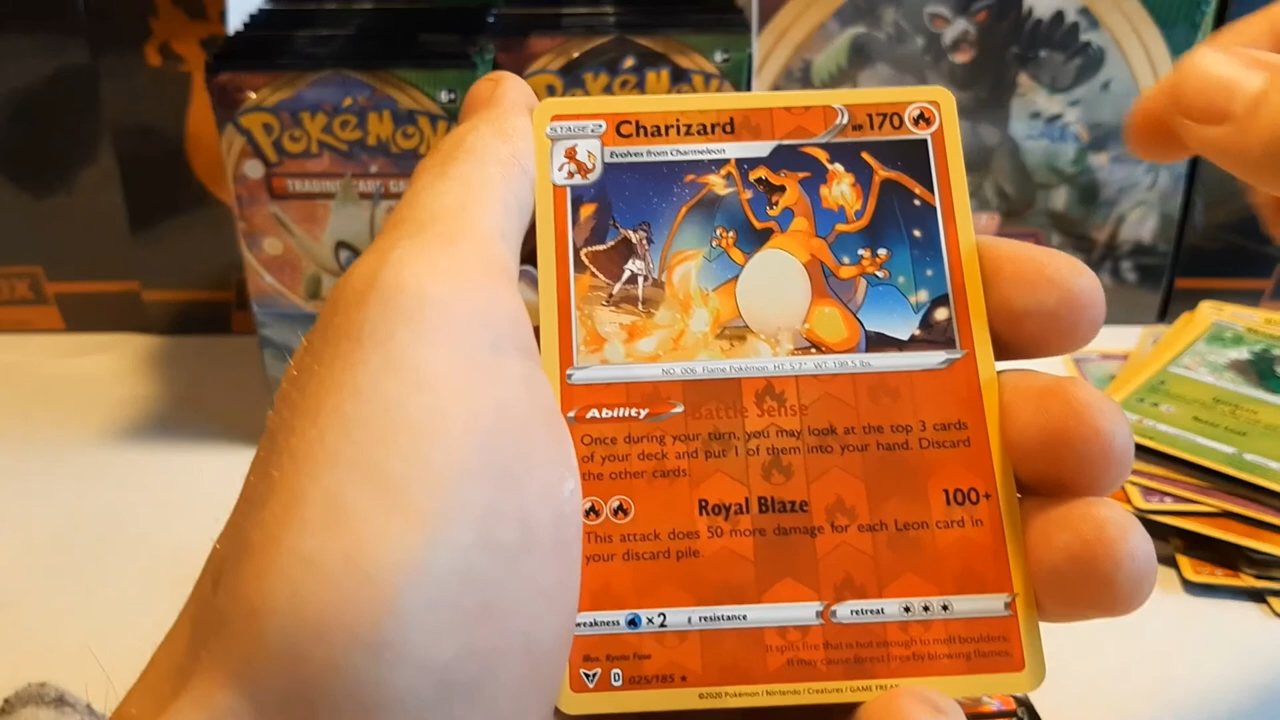 POKÉMON
TRADING CARD GA
6+
POKÉMON
6+
OX
STAGE 2
Charizard
HP 170
Evolves from Charmeleon
NO. 006 Flame Pokémon HT: 5'7" WT: 199.5 lbs.
Ability Battle Sense
Once during your turn, you may look at the top 3 cards
of your deck and put 1 of them into your hand. Discard
the other cards.
Royal Blaze 100+
This attack does 50 more damage for each Leon card in
your discard pile.
weakness ×2 resistance retreat
It spits fire that is hot enough to melt boulders.
It may cause forest fires by blowing flames.
Illus. Ryota Fuse
D 025/185 ★
©2020 Pokémon / Nintendo / Creatures / GAME FREAK